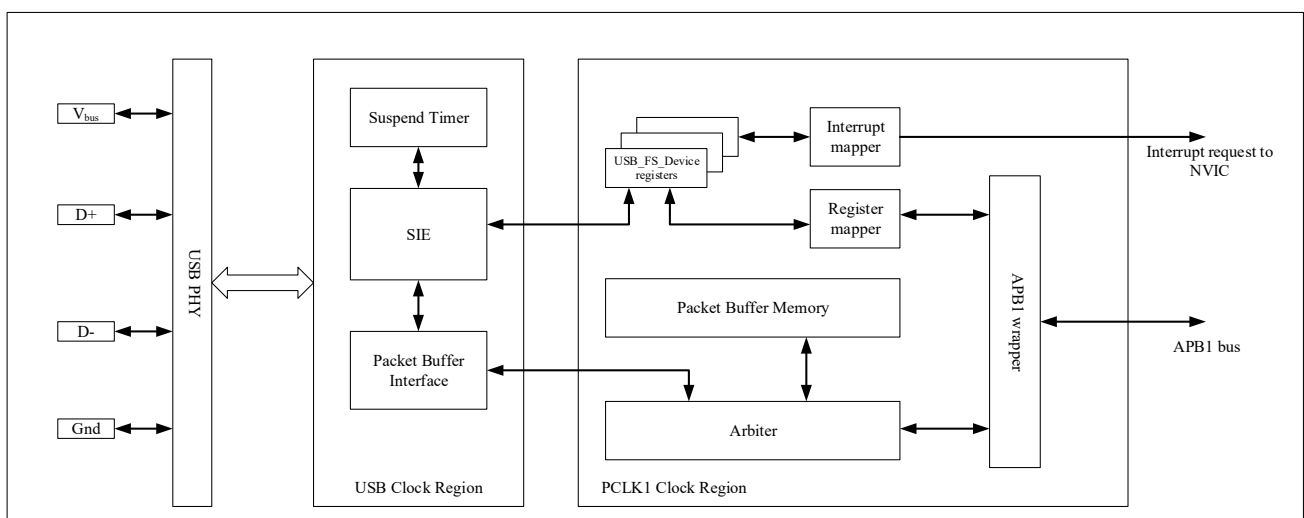 V_bus
D+
D-
Gnd
USB PHY
Suspend Timer
SIE
Packet Buffer
Interface
USB Clock Region
USB_FS_Device
registers
Interrupt
mapper
Register
mapper
Packet Buffer Memory
Arbiter
PCLK1 Clock Region
APB1 wrapper
Interrupt request to
NVIC
APB1 bus